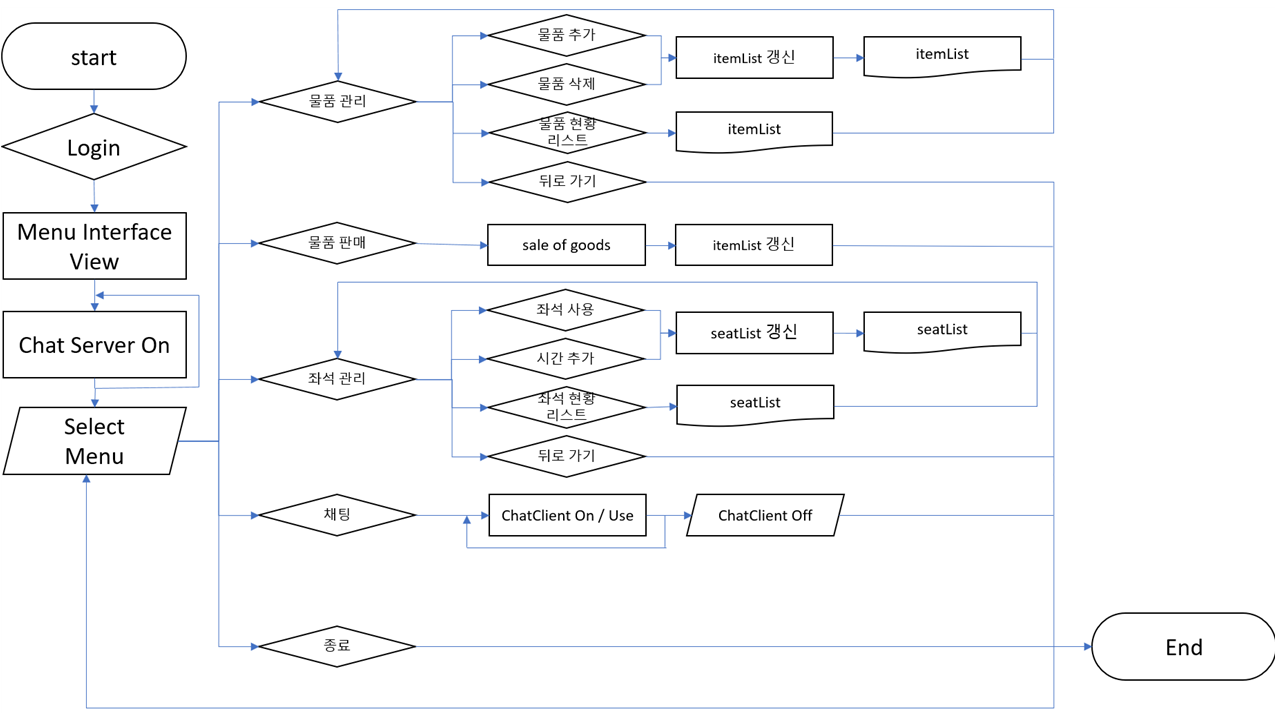 start
Login
Menu Interface
View
Chat Server On
Select
Menu
물품 관리
물품 추가
물품 삭제
itemList 갱신
itemList
물품 현황
리스트
itemList
뒤로 가기
물품 판매
sale of goods
itemList 갱신
좌석 관리
좌석 사용
시간 추가
seatList 갱신
seatList
좌석 현황
리스트
seatList
뒤로 가기
채팅
ChatClient On / Use
ChatClient Off
종료
End